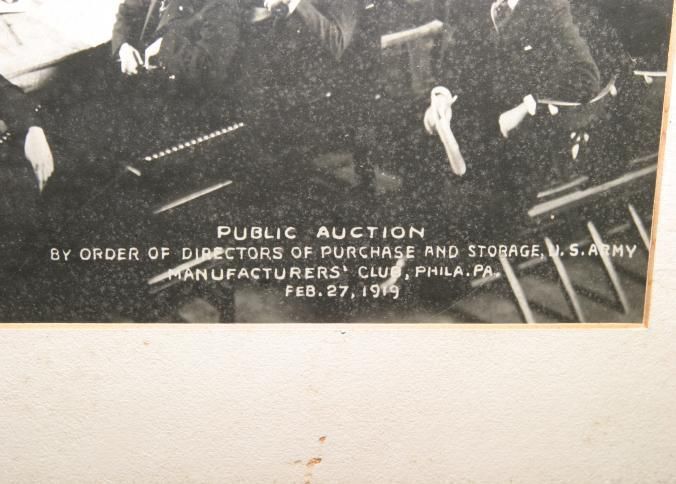 PUBLIC AUCTION
BY ORDER OF DIRECTORS OF PURCHASE AND STORAGE, U.S. ARMY
MANUFACTURERS' CLUB, PHILA. PA.
FEB. 27, 1919